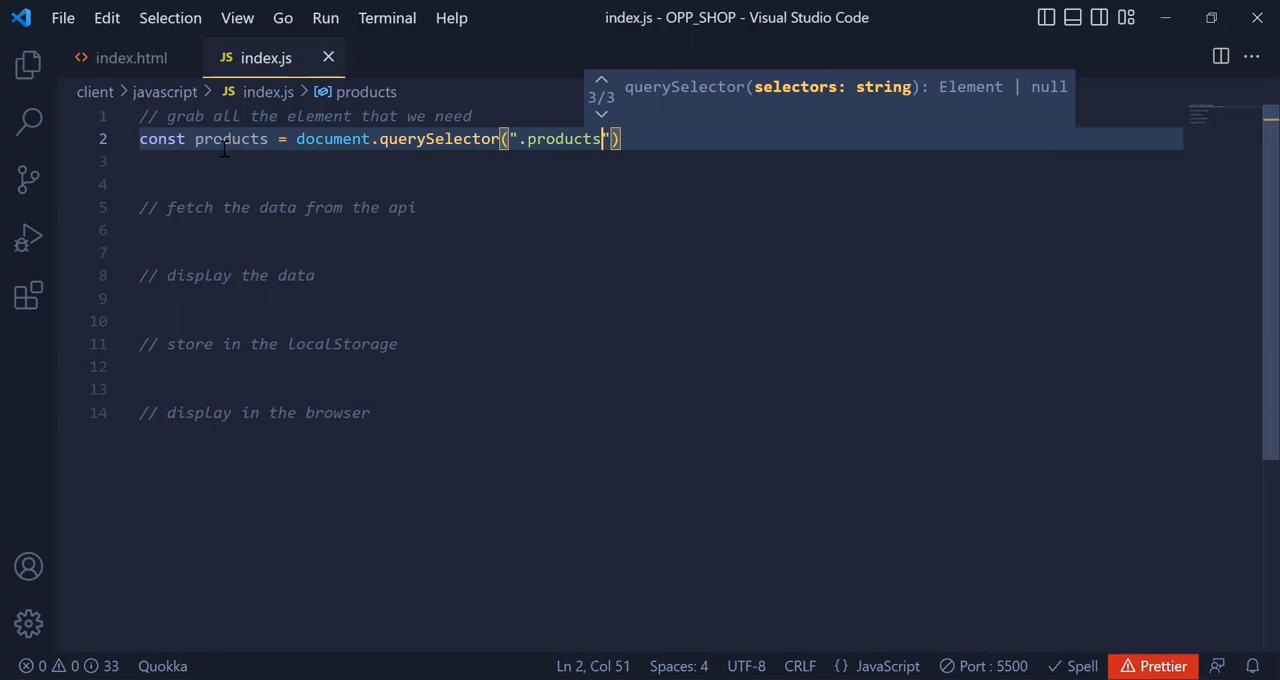 File Edit Selection View Go Run Terminal Help index.js - OPP_SHOP - Visual Studio Code
<> index.html JS index.js
client > javascript > JS index.js > products
3/3 querySelector(selectors: string): Element | null
1 // grab all the element that we need
2 const products = document.querySelector(".products")
3
4
5 // fetch the data from the api
6
7
8 // display the data
9
10
11 // store in the localStorage
12
13
14 // display in the browser
0 0 33 Quokka Ln 2, Col 51 Spaces: 4 UTF-8 CRLF {} JavaScript Port : 5500 Spell Prettier